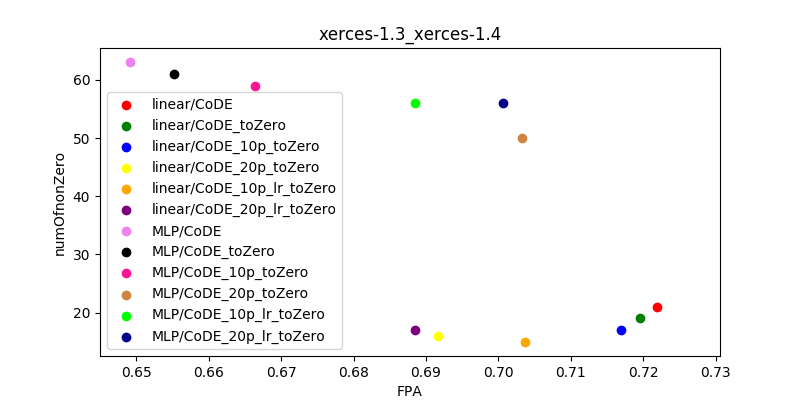 xerces-1.3_xerces-1.4
numOfnonZero
60
50
40
30
20
linear/CoDE
linear/CoDE_toZero
linear/CoDE_10p_toZero
linear/CoDE_20p_toZero
linear/CoDE_10p_lr_toZero
linear/CoDE_20p_lr_toZero
MLP/CoDE
MLP/CoDE_toZero
MLP/CoDE_10p_toZero
MLP/CoDE_20p_toZero
MLP/CoDE_10p_lr_toZero
MLP/CoDE_20p_lr_toZero
0.65 0.66 0.67 0.68 0.69 0.70 0.71 0.72 0.73
FPA